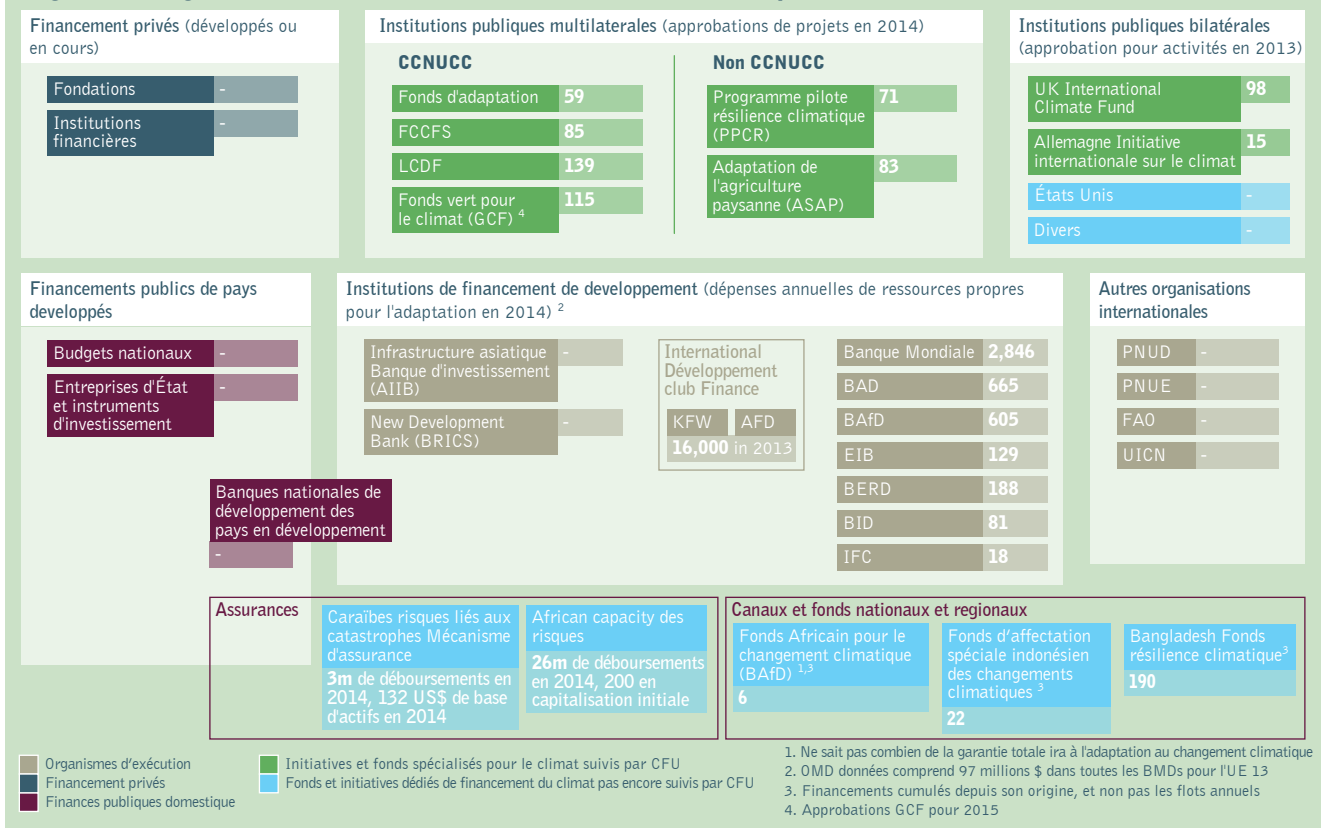 Financement privés (développés ou
en cours)
Fondations -
Institutions -
financières
Institutions publiques multilaterales (approbations de projets en 2014)
CCNUCC
Fonds d'adaptation 59
FCCFS 85
LCDF 139
Fonds vert pour 115
le climat (GCF) 4
Non CCNUCC
Programme pilote 71
résilience climatique
(PPCR)
Adaptation de 83
l'agriculture
paysanne (ASAP)
Institutions publiques bilatérales
(approbation pour activités en 2013)
UK International 98
Climate Fund
Allemagne Initiative 15
internationale sur le climat
États Unis -
Divers -
Financements publics de pays
developpés
Budgets nationaux -
Entreprises d'État -
et instruments
d'investissement
Banques nationales de
développement des
pays en développement
-
Institutions de financement de developpement (dépenses annuelles de ressources propres
pour l'adaptation en 2014) 2
Infrastructure asiatique -
Banque d'investissement
(AIIB)
New Development -
Bank (BRICS)
International
Développement
club Finance
KFW AFD
16,000 in 2013
Banque Mondiale 2,846
BAD 665
BAfD 605
EIB 129
BERD 188
BID 81
IFC 18
Autres organisations
internationales
PNUD -
PNUE -
FAO -
UICN -
Assurances
Caraïbes risques liés aux
catastrophes Mécanisme
d'assurance
3m de déboursements en
2014, 132 US$ de base
d'actifs en 2014
African capacity des
risques
26m de déboursements
en 2014, 200 en
capitalisation initiale
Canaux et fonds nationaux et regionaux
Fonds Africain pour le
changement climatique
(BAfD) 1,3
6
Fonds d'affectation
spéciale indonésien
des changements
climatiques 3
22
Bangladesh Fonds
résilience climatique3
190
Organismes d'exécution
Financement privés
Finances publiques domestique
Initiatives et fonds spécialisés pour le climat suivis par CFU
Fonds et initiatives dédiés de financement du climat pas encore suivis par CFU
1. Ne sait pas combien de la garantie totale ira à l'adaptation au changement climatique
2. OMD données comprend 97 millions $ dans toutes les BMDs pour l'UE 13
3. Financements cumulés depuis son origine, et non pas les flots annuels
4. Approbations GCF pour 2015